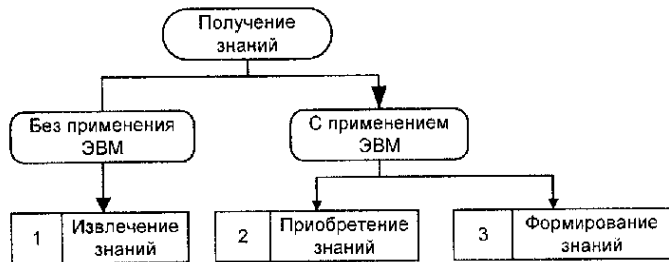 Получение
знаний
Без применения
ЭВМ
С применением
ЭВМ
1
Извлечение
знаний
2
Приобретение
знаний
3
Формирование
знаний